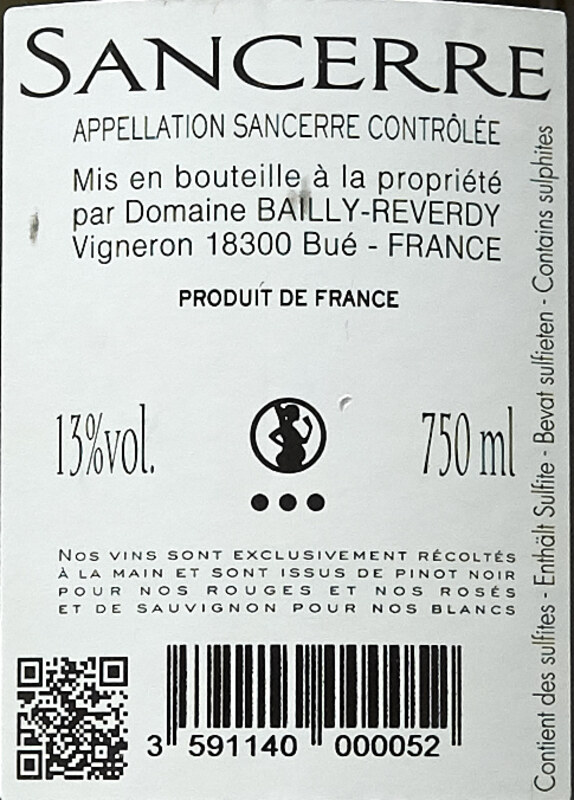 SANCERRE
APPELLATION SANCERRE CONTRÔLÉE
Mis en bouteille à la propriété
par Domaine BAILLY-REVERDY
Vigneron 18300 Bué - FRANCE
PRODUIT DE FRANCE
13%vol.
750 ml
NOS VINS SONT EXCLUSIVEMENT RÉCOLTÉS
À LA MAIN ET SONT ISSUS DE PINOT NOIR
POUR NOS ROUGES ET NOS ROSÉS
ET DE SAUVIGNON POUR NOS BLANCS
3 591140 000052
Contient des sulfites - Enthält Sulfite - Bevat sulfieten - Contains sulphites